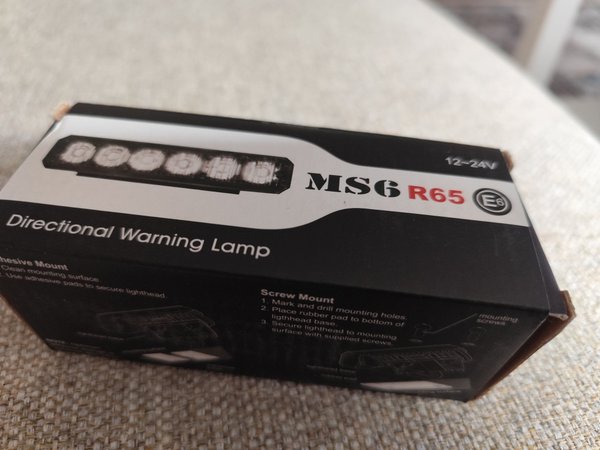 12~24V
MS6 R65 E6
Directional Warning Lamp
hesive Mount
Clean mounting surface.
2. Use adhesive pads to secure lighthead.
Screw Mount
1. Mark and drill mounting holes.
2. Place rubber pad to bottom of
ligthhead base.
3. Secure lighthead to mounting
surface with supplied screws.
mounting
screws